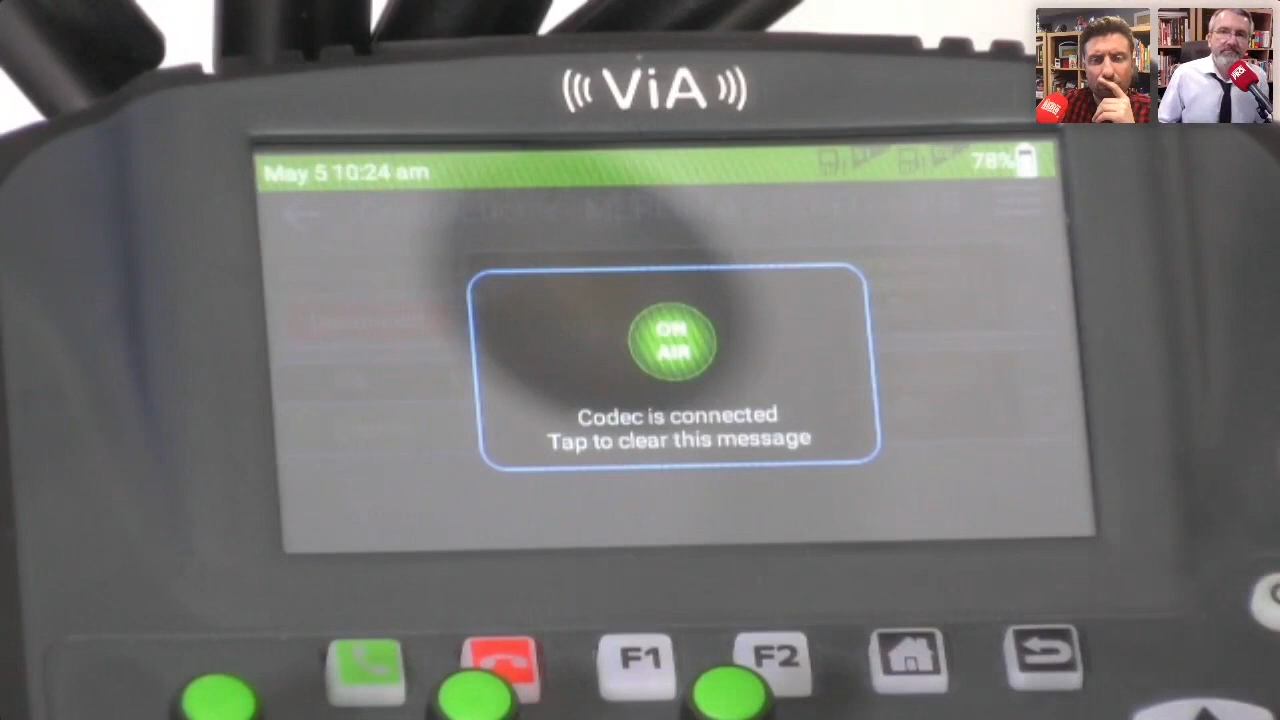 ViA
May 5 10:24 am
78%
ON
AIR
Codec is connected
Tap to clear this message
F1
F2